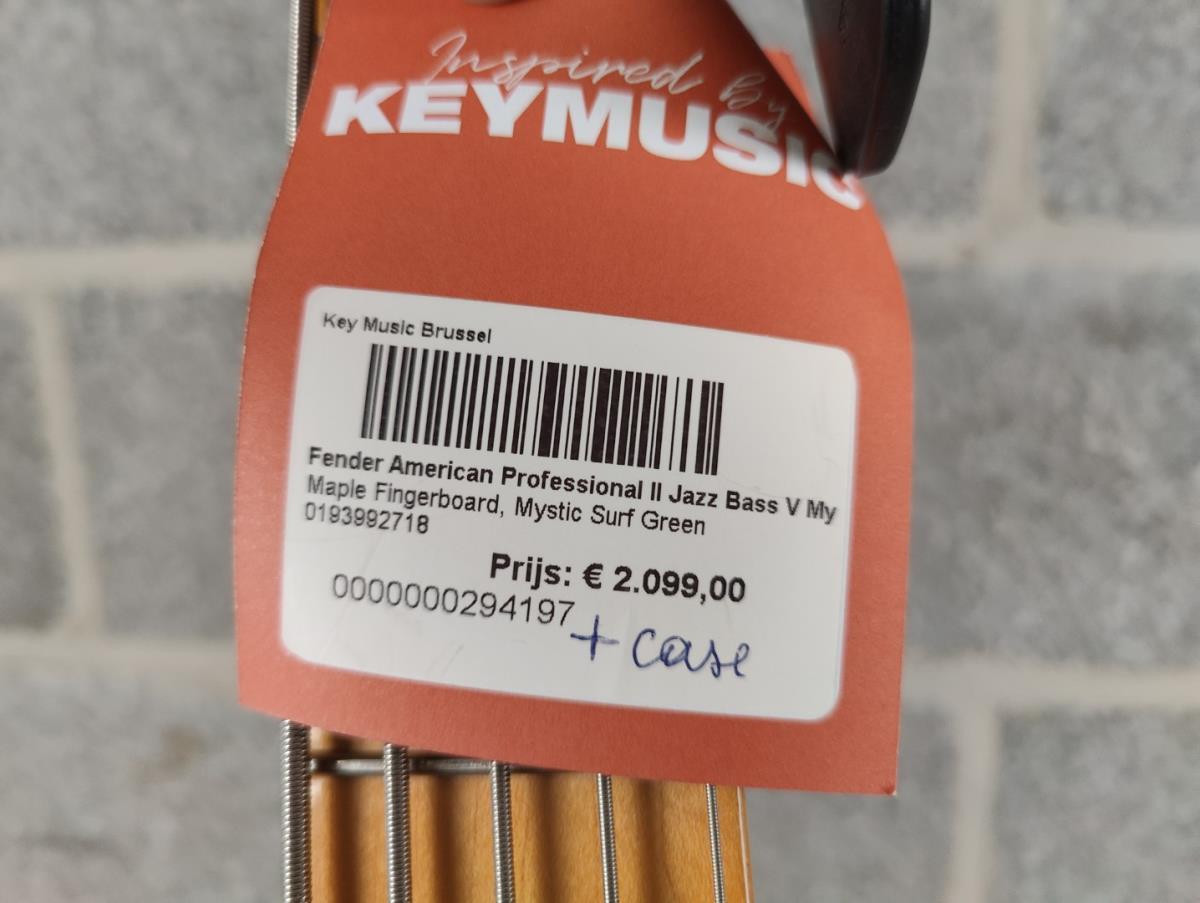 Inspired By
KEYMUSIC
Key Music Brussel
Fender American Professional II Jazz Bass V My
Maple Fingerboard, Mystic Surf Green
0193992718
Prijs: € 2.099,00
0000000294197
+ case